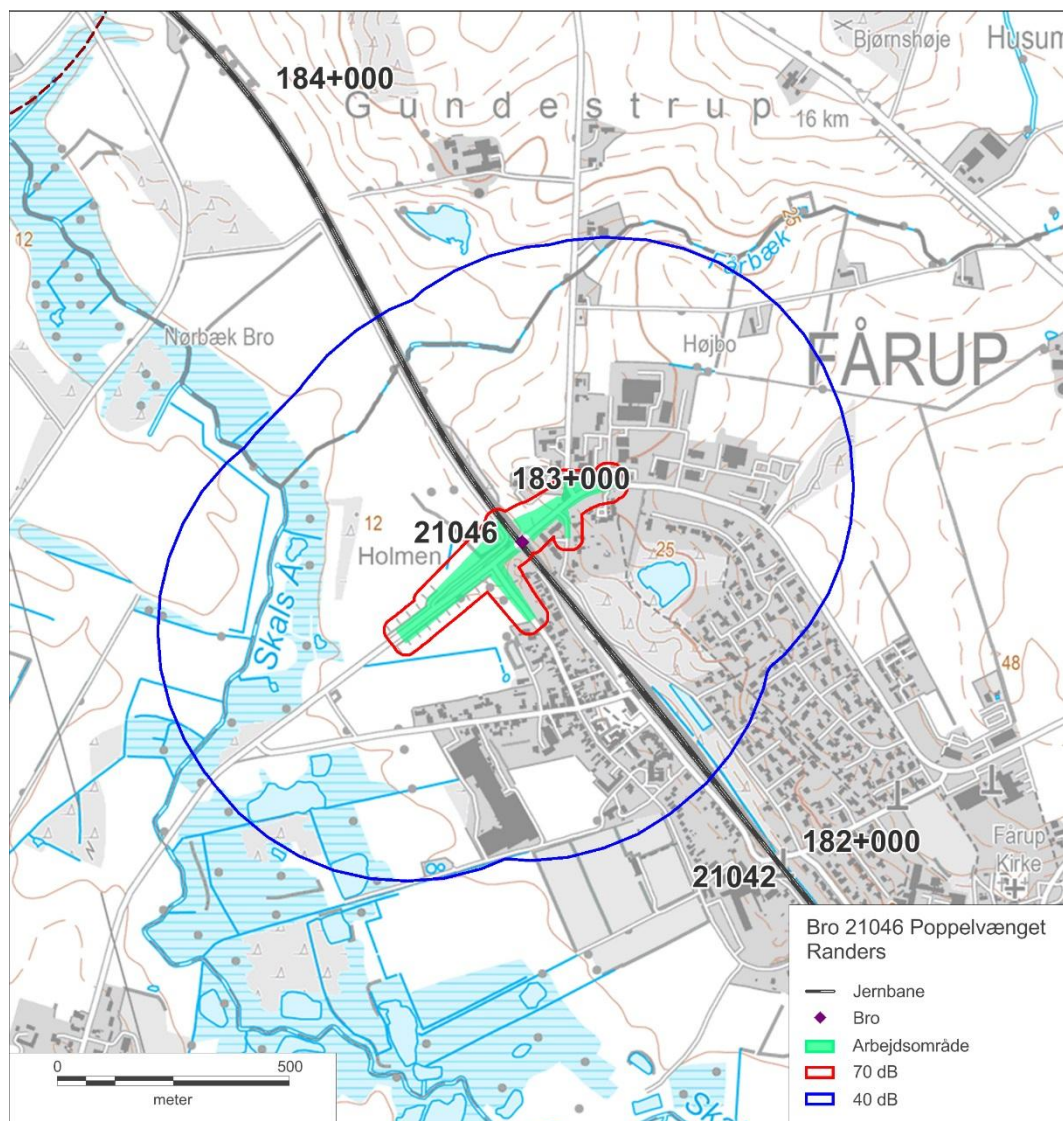 Bjørnshøje
Husum
184+000
Gundestrup
16 km
25
Fårbæk
12
Nørbæk Bro
Højbo
FÅRUP
183+000
21046
12
Holmen
25
Skals Å
48
182+000
21042
Fårup
Kirke
Bro 21046 Poppelvænget
Randers
Jernbane
Bro
Arbejdsområde
70 dB
40 dB
0 500
meter
Skals